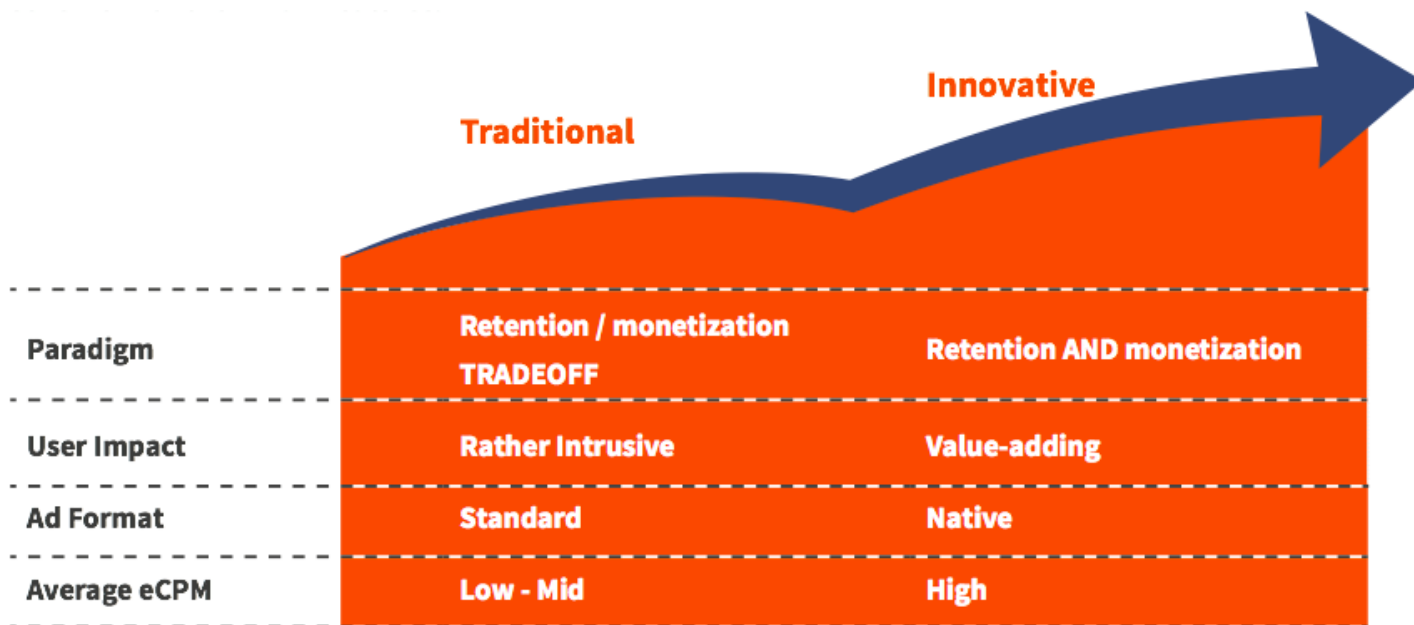 Innovative
Traditional
Paradigm
Retention / monetization
TRADEOFF
Retention AND monetization
User Impact
Rather Intrusive
Value-adding
Ad Format
Standard
Native
Average eCPM
Low - Mid
High